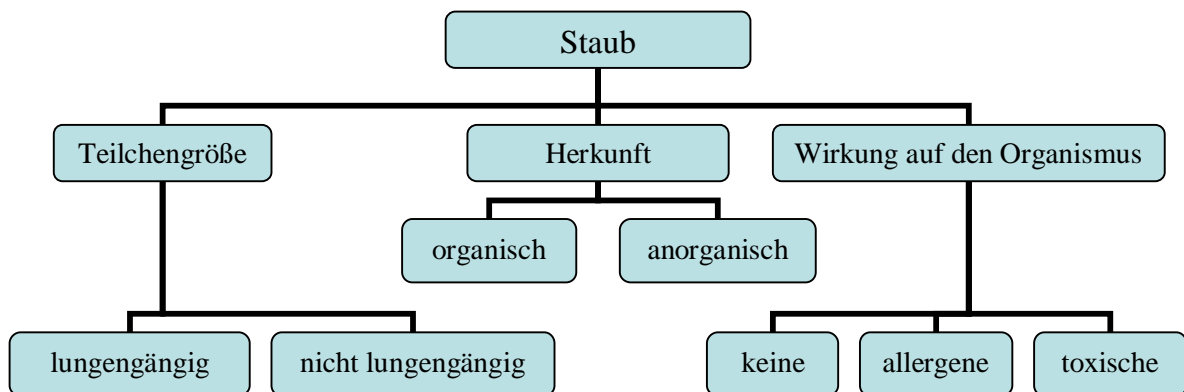 Staub
Teilchengröße
Herkunft
Wirkung auf den Organismus
organisch
anorganisch
lungengängig
nicht lungengängig
keine
allergene
toxische